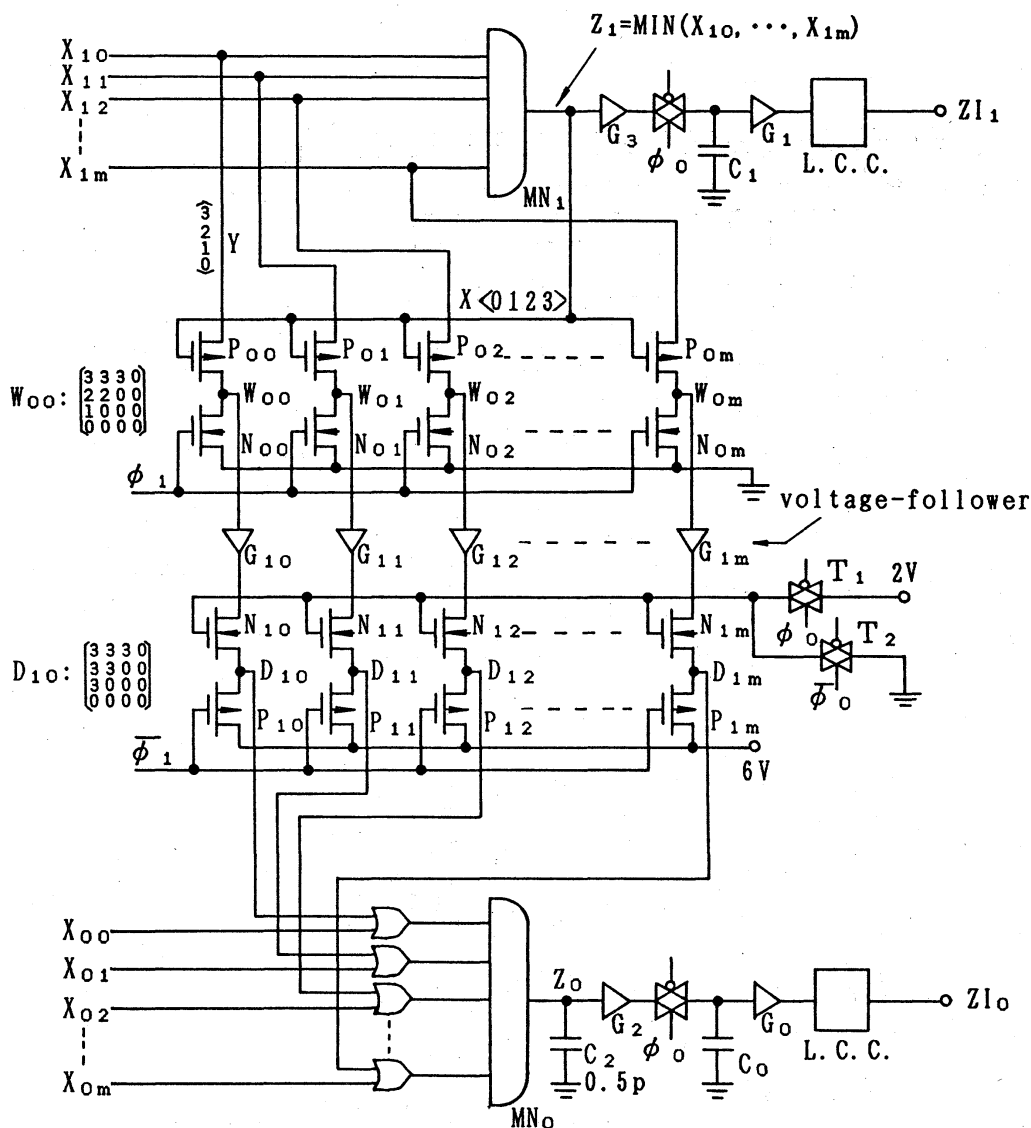 Z₁=MIN(X₁₀, ···, X₁ₘ)
X₁₀
X₁₁
X₁₂
X₁ₘ
MN₁
G₃
φ₀
C₁
G₁
L.C.C.
ZI₁
⟨0123⟩ Y
X⟨0123⟩
P₀₀ P₀₁ P₀₂ P₀ₘ
W₀₀:
3330
2200
1000
0000
W₀₀ W₀₁ W₀₂ W₀ₘ
N₀₀ N₀₁ N₀₂ N₀ₘ
φ₁
voltage-follower
G₁₀ G₁₁ G₁₂ G₁ₘ
T₁ 2V
φ₀
T₂
φ̅₀
N₁₀ N₁₁ N₁₂ N₁ₘ
D₁₀:
3330
3300
3000
0000
D₁₀ D₁₁ D₁₂ D₁ₘ
P₁₀ P₁₁ P₁₂ P₁ₘ
φ̅₁
6V
X₀₀
X₀₁
X₀₂
X₀ₘ
MN₀
Z₀
C₂
0.5p
G₂
φ₀
C₀
G₀
L.C.C.
ZI₀